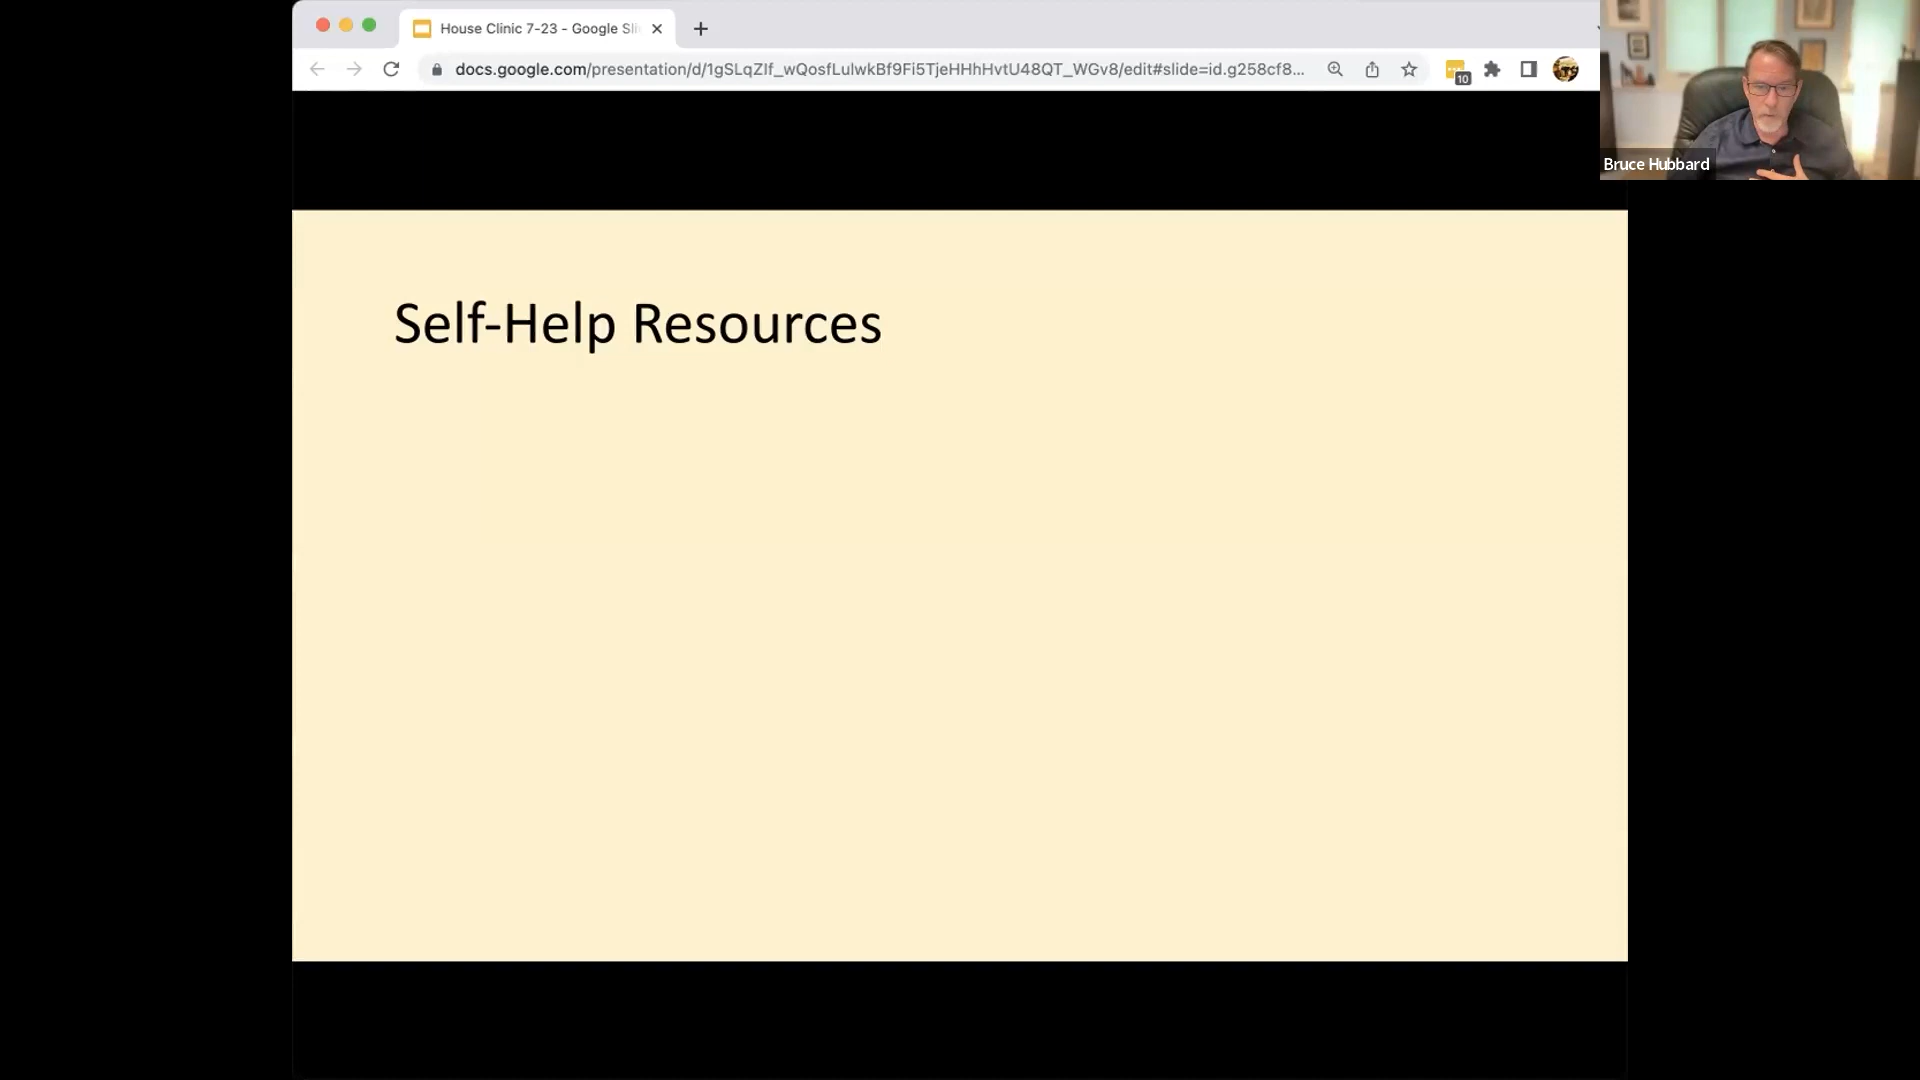 House Clinic 7-23 - Google Sli
docs.google.com/presentation/d/1gSLqZIf_wQosfLulwkBf9Fi5TjeHHhHvtU48QT_WGv8/edit#slide=id.g258cf8...
10
Bruce Hubbard
Self-Help Resources